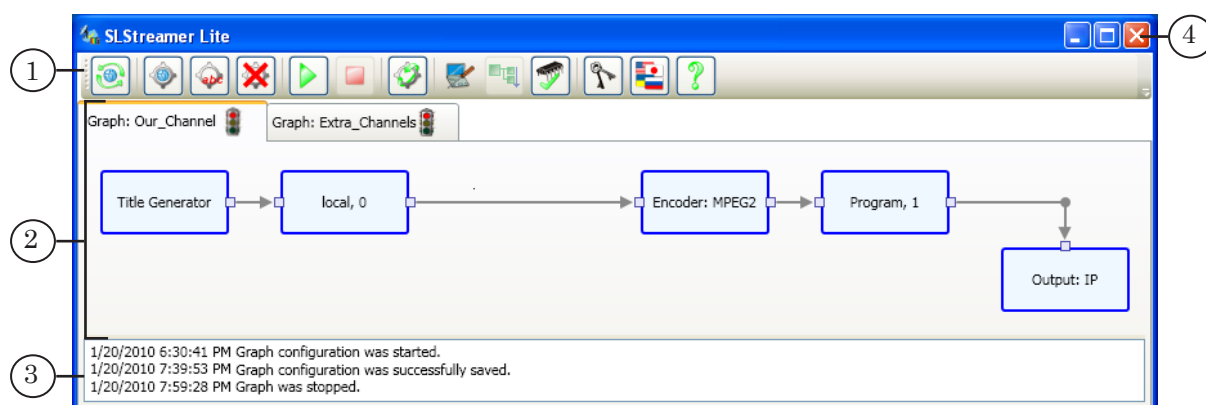 SLStreamer Lite
4
1
abc
Graph: Our_Channel
Graph: Extra_Channels
Title Generator
local, 0
Encoder: MPEG2
Program, 1
2
Output: IP
1/20/2010 6:30:41 PM Graph configuration was started.
1/20/2010 7:39:53 PM Graph configuration was successfully saved.
3
1/20/2010 7:59:28 PM Graph was stopped.